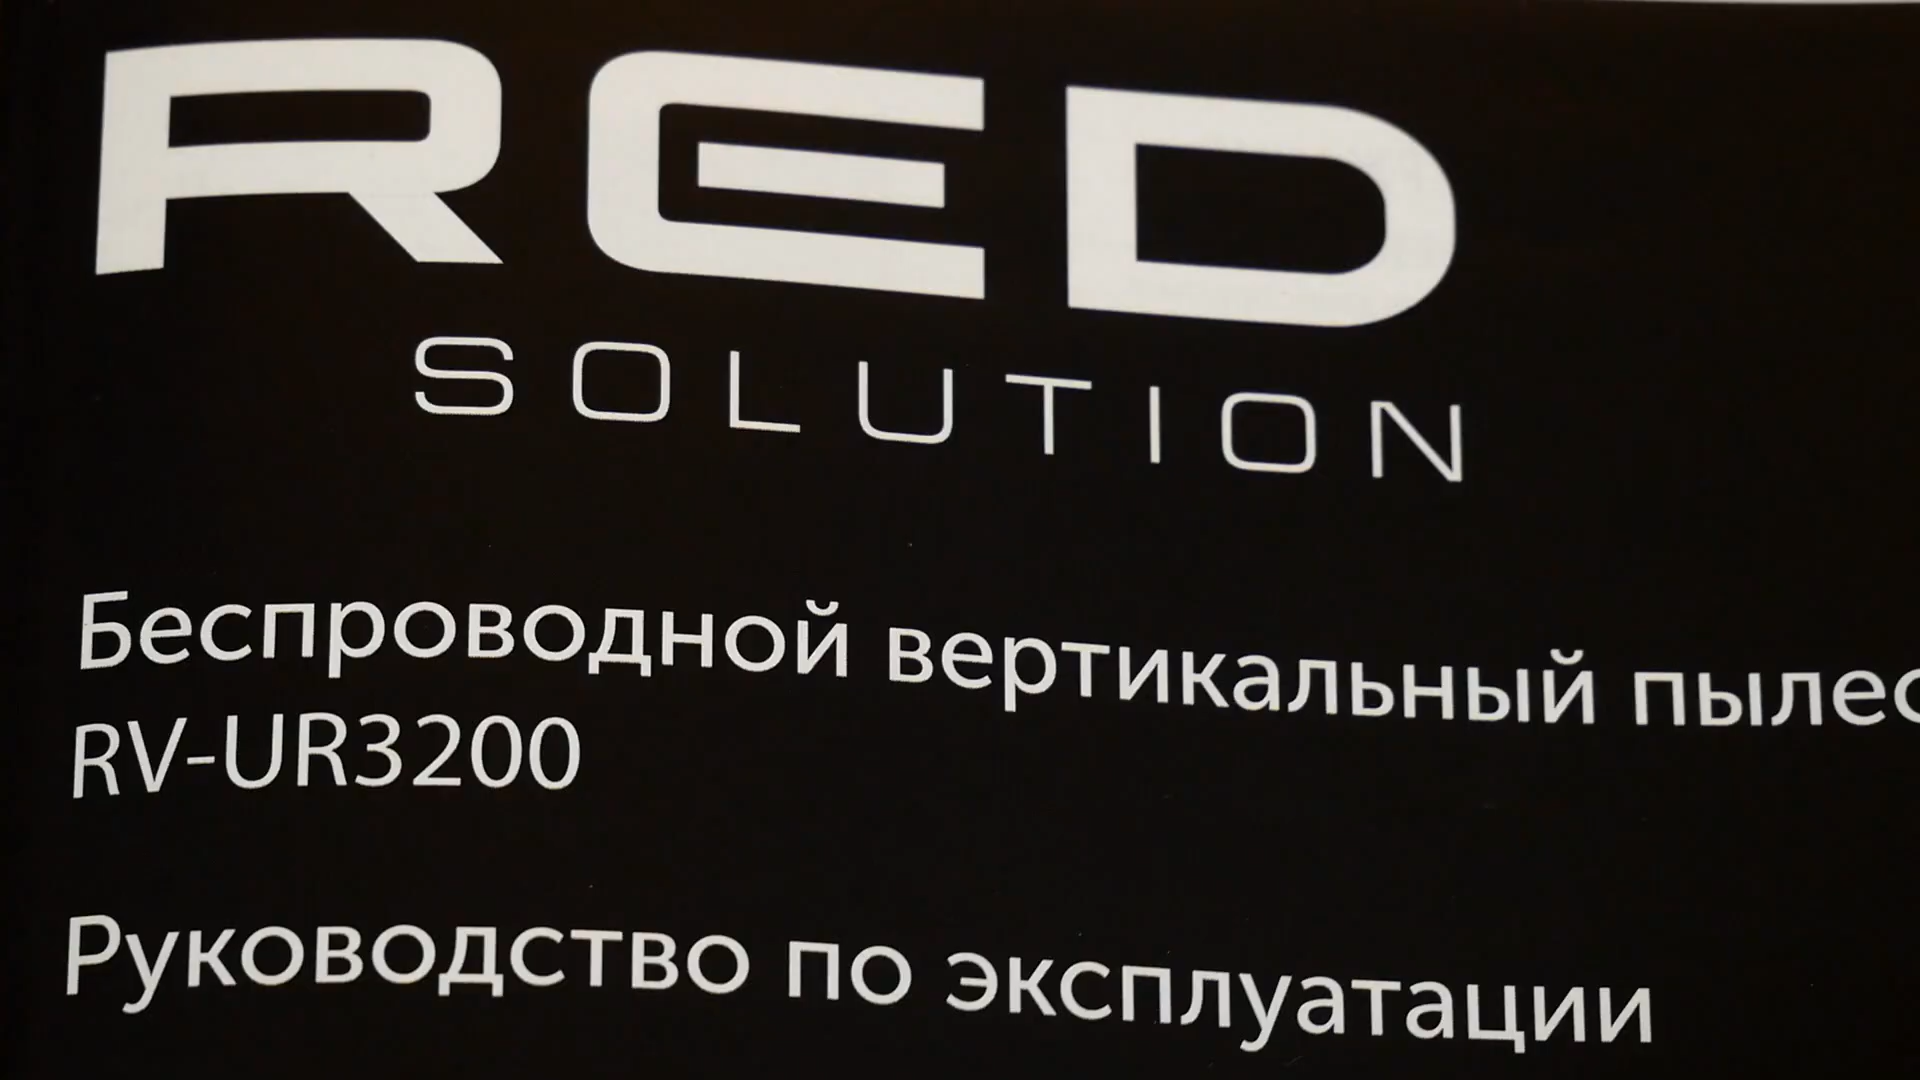 RED
SOLUTION
Беспроводной вертикальный пылес
RV-UR3200
Руководство по эксплуатации